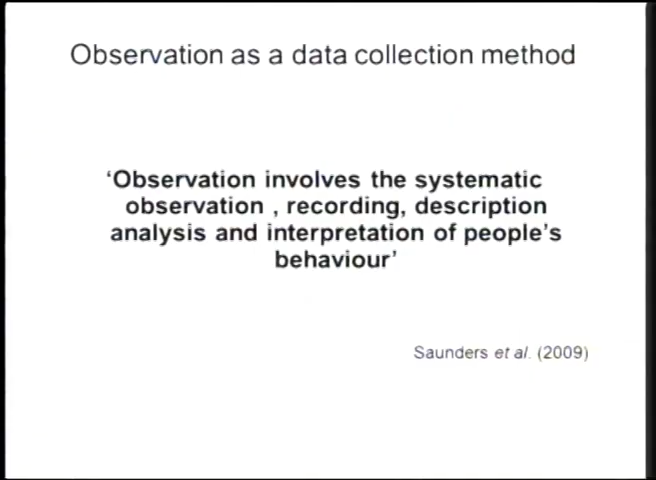 Observation as a data collection method
‘Observation involves the systematic
observation , recording, description
analysis and interpretation of people’s
behaviour’
Saunders et al. (2009)